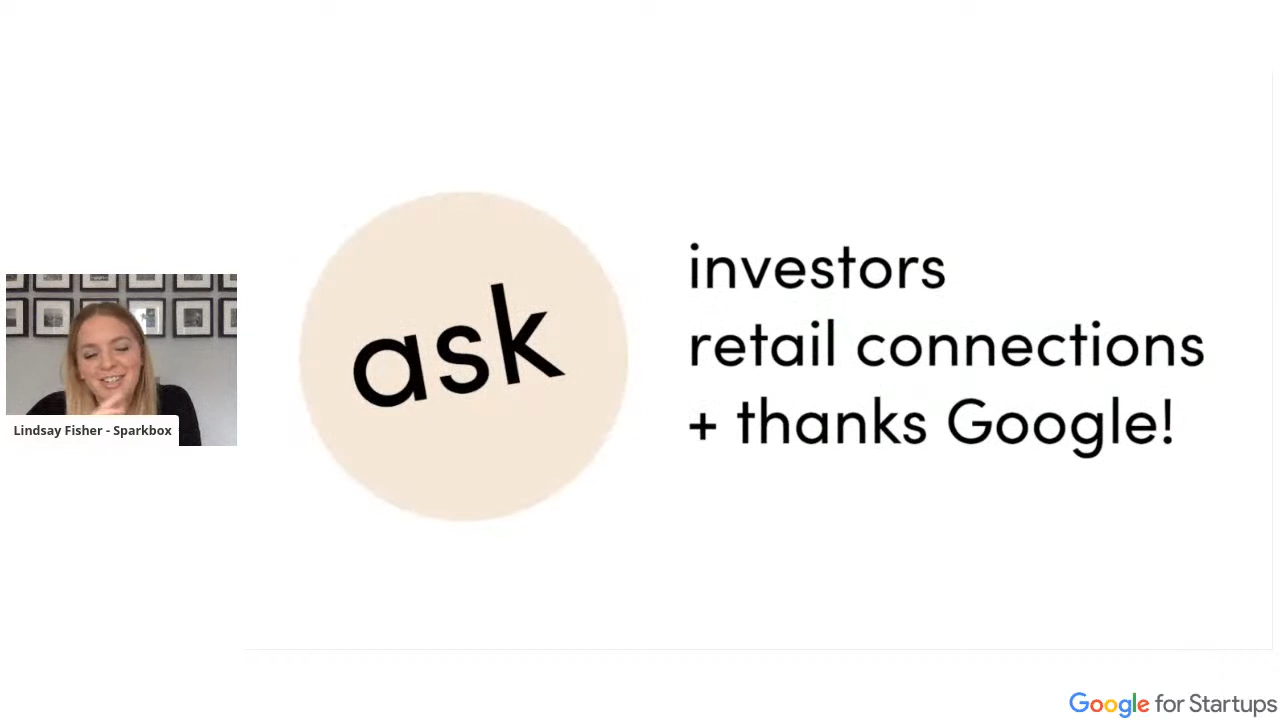 ask
investors
retail connections
+ thanks Google!
Lindsay Fisher - Sparkbox
Google for Startups